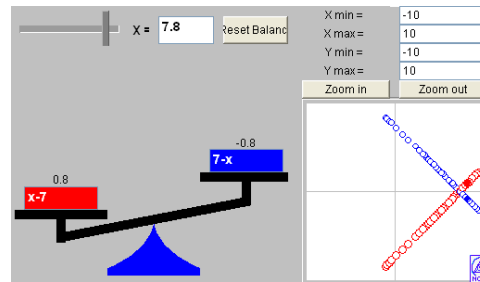 X = 7.8
Reset Balanc
X min = -10
X max = 10
Y min = -10
Y max = 10
Zoom in Zoom out
-0.8
7-x
0.8
x-7